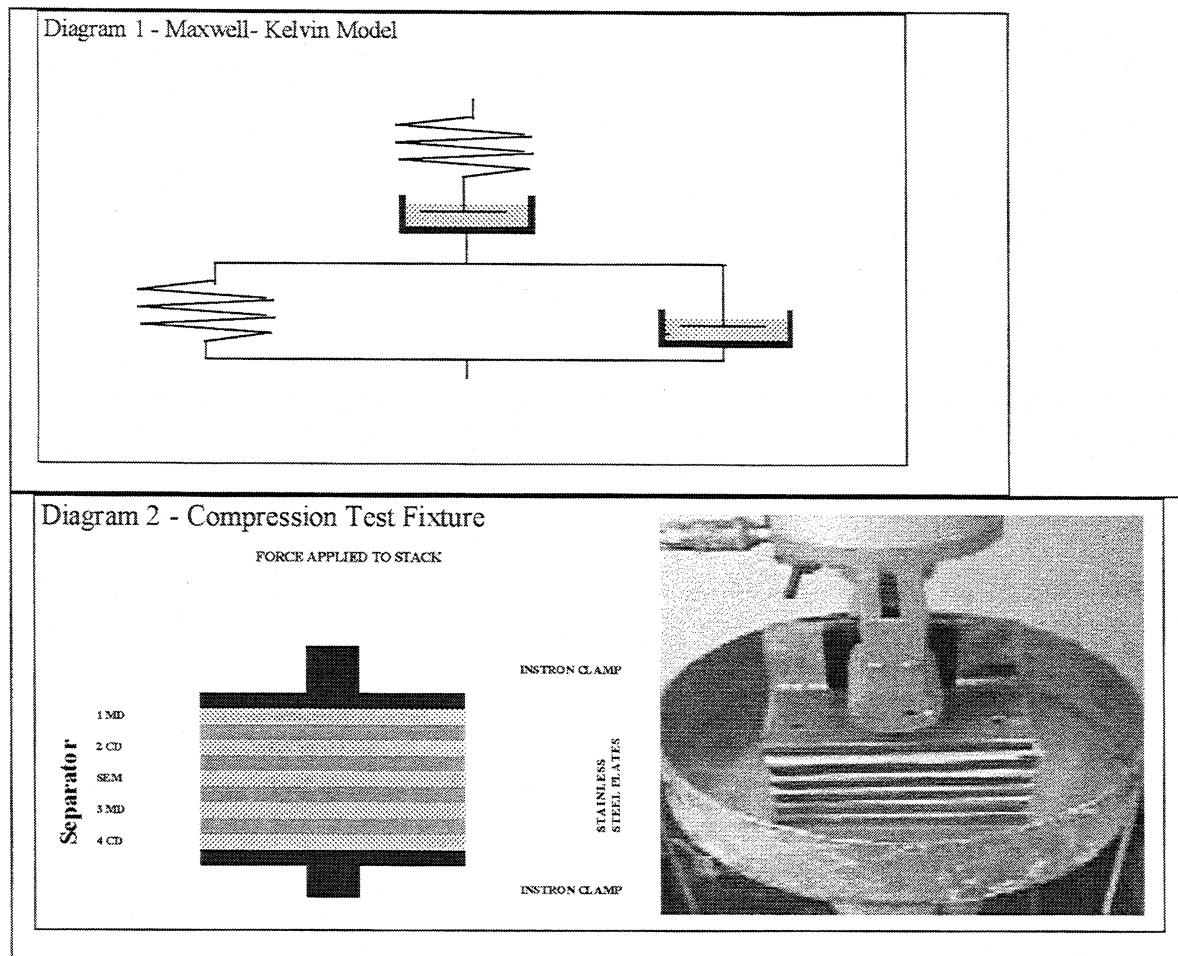 Diagram 1 - Maxwell- Kelvin Model
Diagram 2 - Compression Test Fixture
FORCE APPLIED TO STACK
INSTRON CLAMP
1 MD
2 CD
SEM
3 MD
4 CD
Separator
STAINLESS
STEEL PLATES
INSTRON CLAMP